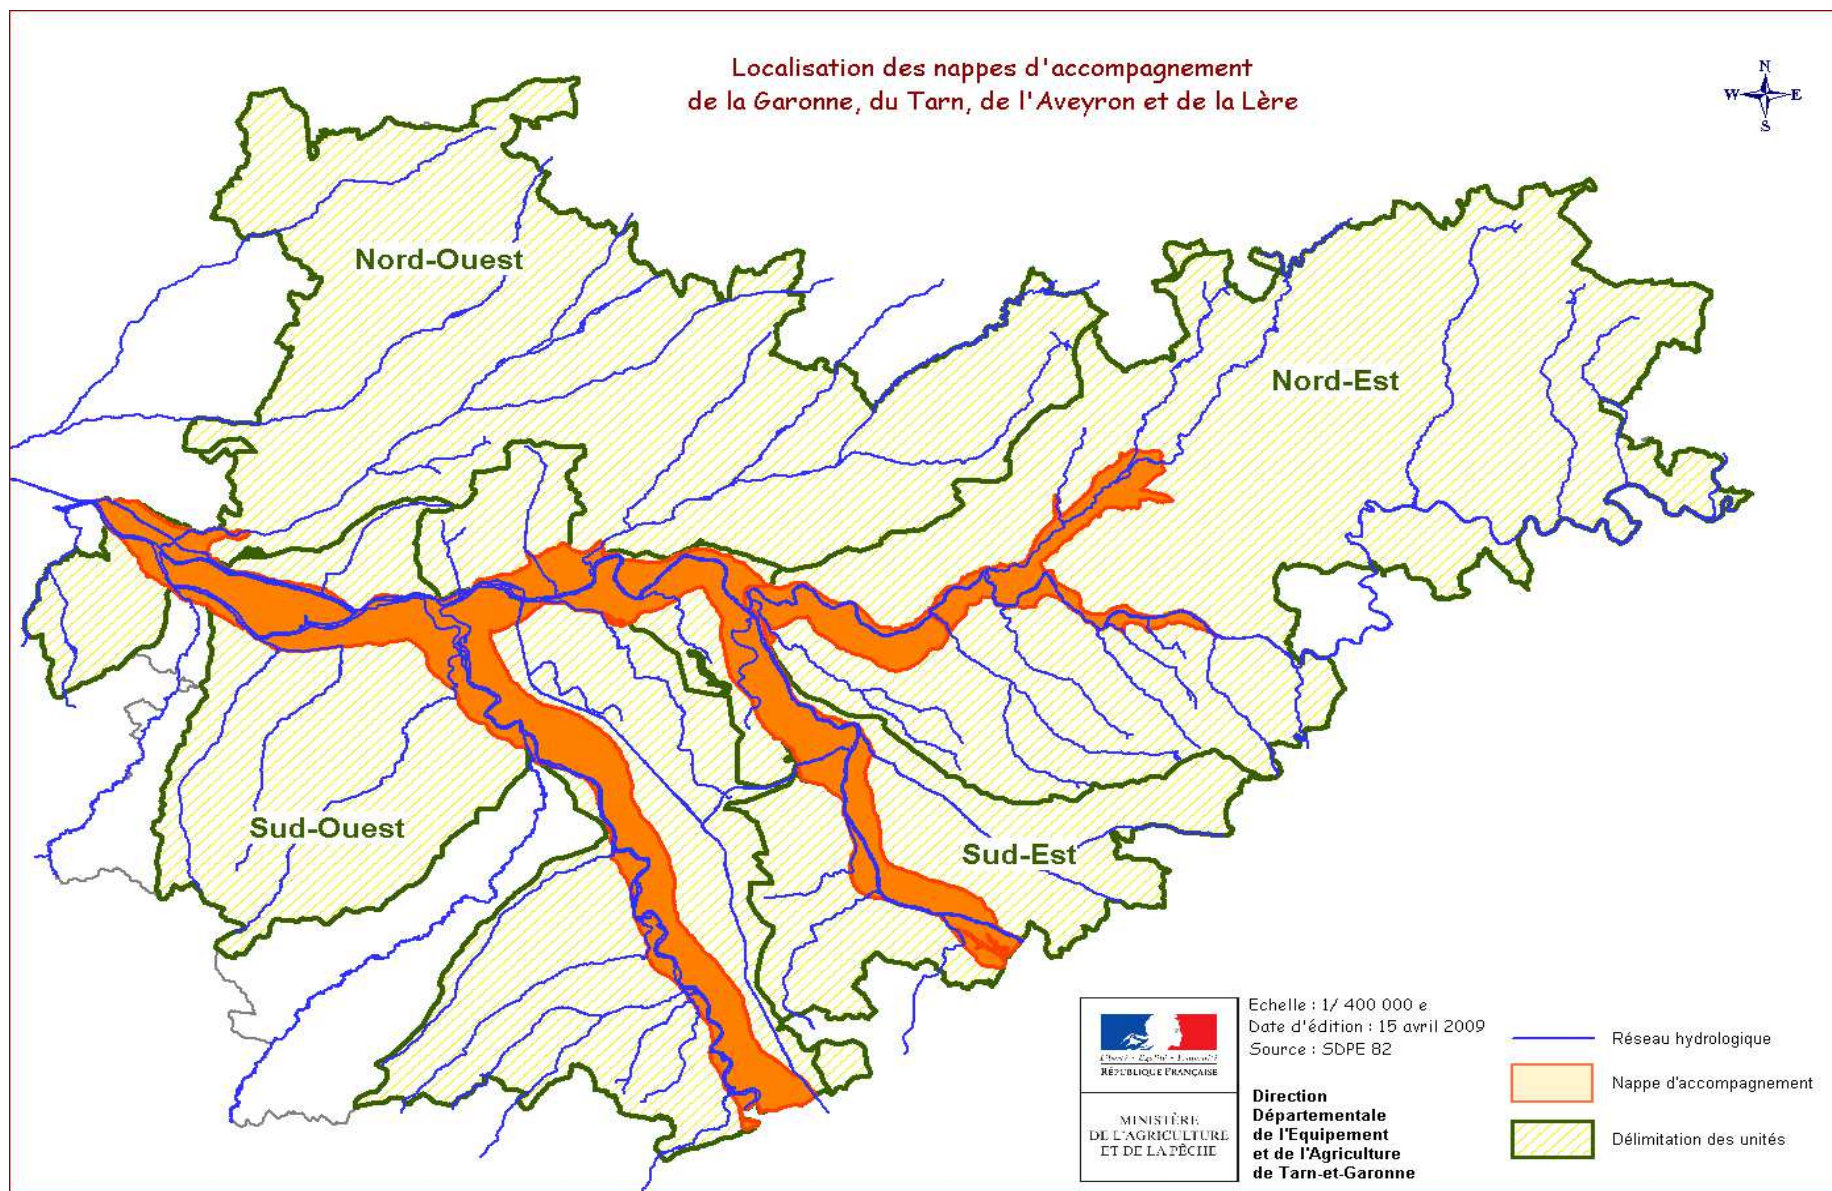 Localisation des nappes d'accompagnement
de la Garonne, du Tarn, de l'Aveyron et de la Lère
N
W
E
S
Nord-Ouest
Nord-Est
Sud-Ouest
Sud-Est
Liberté • Égalité • Fraternité
RÉPUBLIQUE FRANÇAISE
MINISTÈRE
DE L'AGRICULTURE
ET DE LA PÊCHE
Echelle : 1/ 400 000 e
Date d'édition : 15 avril 2009
Source : SDPE 82
Direction
Départementale
de l'Equipement
et de l'Agriculture
de Tarn-et-Garonne
Réseau hydrologique
Nappe d'accompagnement
Délimitation des unités